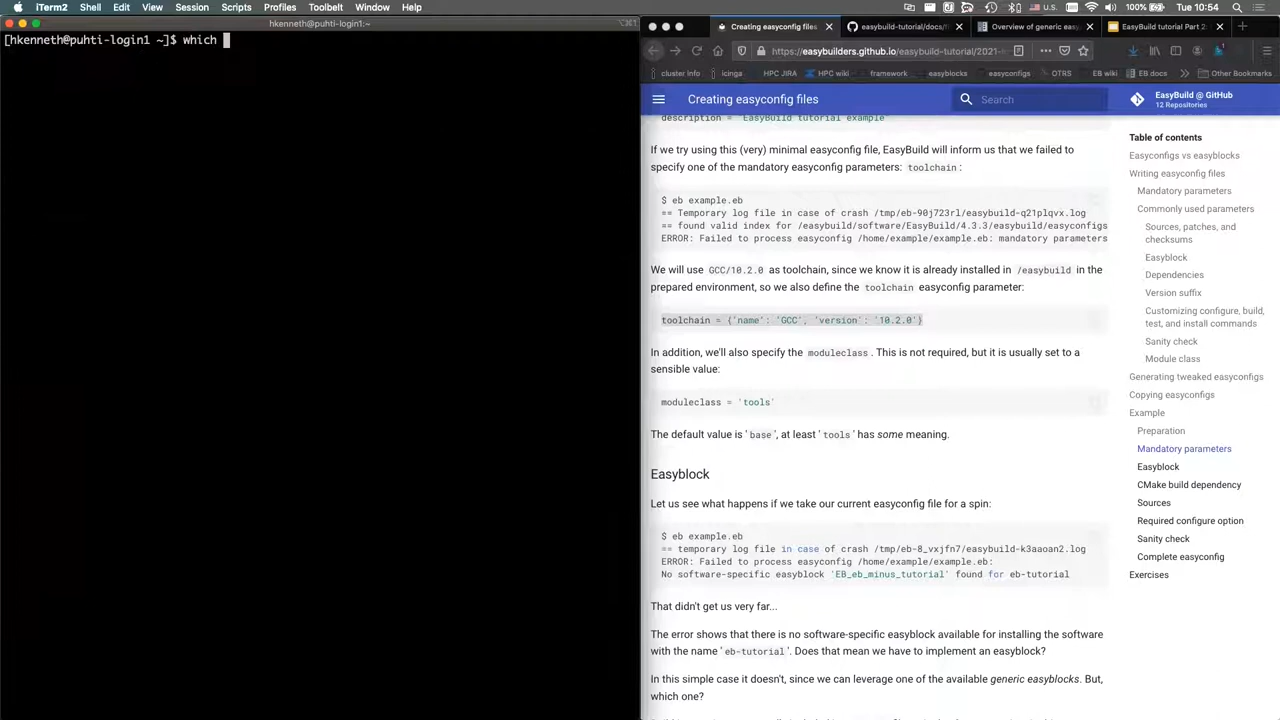 iTerm2 Shell Edit View Session Scripts Profiles Toolbelt Window Help
U.S. 100% Tue 10:54
hkenneth@puhti-login1:~
⌥⌘1
[hkenneth@puhti-login1 ~]$ which
Creating easyconfig files
easybuild-tutorial/docs/f
Overview of generic easy
EasyBuild tutorial Part 2:
https://easybuilders.github.io/easybuild-tutorial/2021-i
cluster info icinga HPC JIRA HPC wiki framework easyblocks easyconfigs OTRS EB wiki EB docs Other Bookmarks
Creating easyconfig files
Search
EasyBuild @ GitHub
12 Repositories
description = "EasyBuild tutorial example"
If we try using this (very) minimal easyconfig file, EasyBuild will inform us that we failed to
specify one of the mandatory easyconfig parameters: toolchain:
$ eb example.eb
== Temporary log file in case of crash /tmp/eb-90j723rl/easybuild-q21plqvx.log
== found valid index for /easybuild/software/EasyBuild/4.3.3/easybuild/easyconfigs
ERROR: Failed to process easyconfig /home/example/example.eb: mandatory parameters
We will use GCC/10.2.0 as toolchain, since we know it is already installed in /easybuild in the
prepared environment, so we also define the toolchain easyconfig parameter:
toolchain = {'name': 'GCC', 'version': '10.2.0'}
In addition, we'll also specify the moduleclass. This is not required, but it is usually set to a
sensible value:
moduleclass = 'tools'
The default value is 'base', at least 'tools' has some meaning.
Easyblock
Let us see what happens if we take our current easyconfig file for a spin:
$ eb example.eb
== temporary log file in case of crash /tmp/eb-8_vxjfn7/easybuild-k3aaoan2.log
ERROR: Failed to process easyconfig /home/example/example.eb:
No software-specific easyblock 'EB_eb_minus_tutorial' found for eb-tutorial
That didn't get us very far...
The error shows that there is no software-specific easyblock available for installing the software
with the name 'eb-tutorial'. Does that mean we have to implement an easyblock?
In this simple case it doesn't, since we can leverage one of the available generic easyblocks. But,
which one?
Table of contents
Easyconfigs vs easyblocks
Writing easyconfig files
Mandatory parameters
Commonly used parameters
Sources, patches, and
checksums
Easyblock
Dependencies
Version suffix
Customizing configure, build,
test, and install commands
Sanity check
Module class
Generating tweaked easyconfigs
Copying easyconfigs
Example
Preparation
Mandatory parameters
Easyblock
CMake build dependency
Sources
Required configure option
Sanity check
Complete easyconfig
Exercises